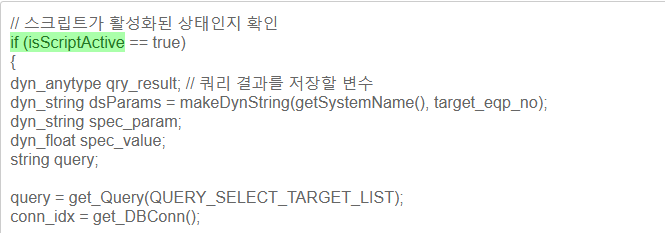 // 스크립트가 활성화된 상태인지 확인
if (isScriptActive == true)
{
dyn_anytype qry_result; // 쿼리 결과를 저장할 변수
dyn_string dsParams = makeDynString(getSystemName(), target_eqp_no);
dyn_string spec_param;
dyn_float spec_value;
string query;

query = get_Query(QUERY_SELECT_TARGET_LIST);
conn_idx = get_DBConn();